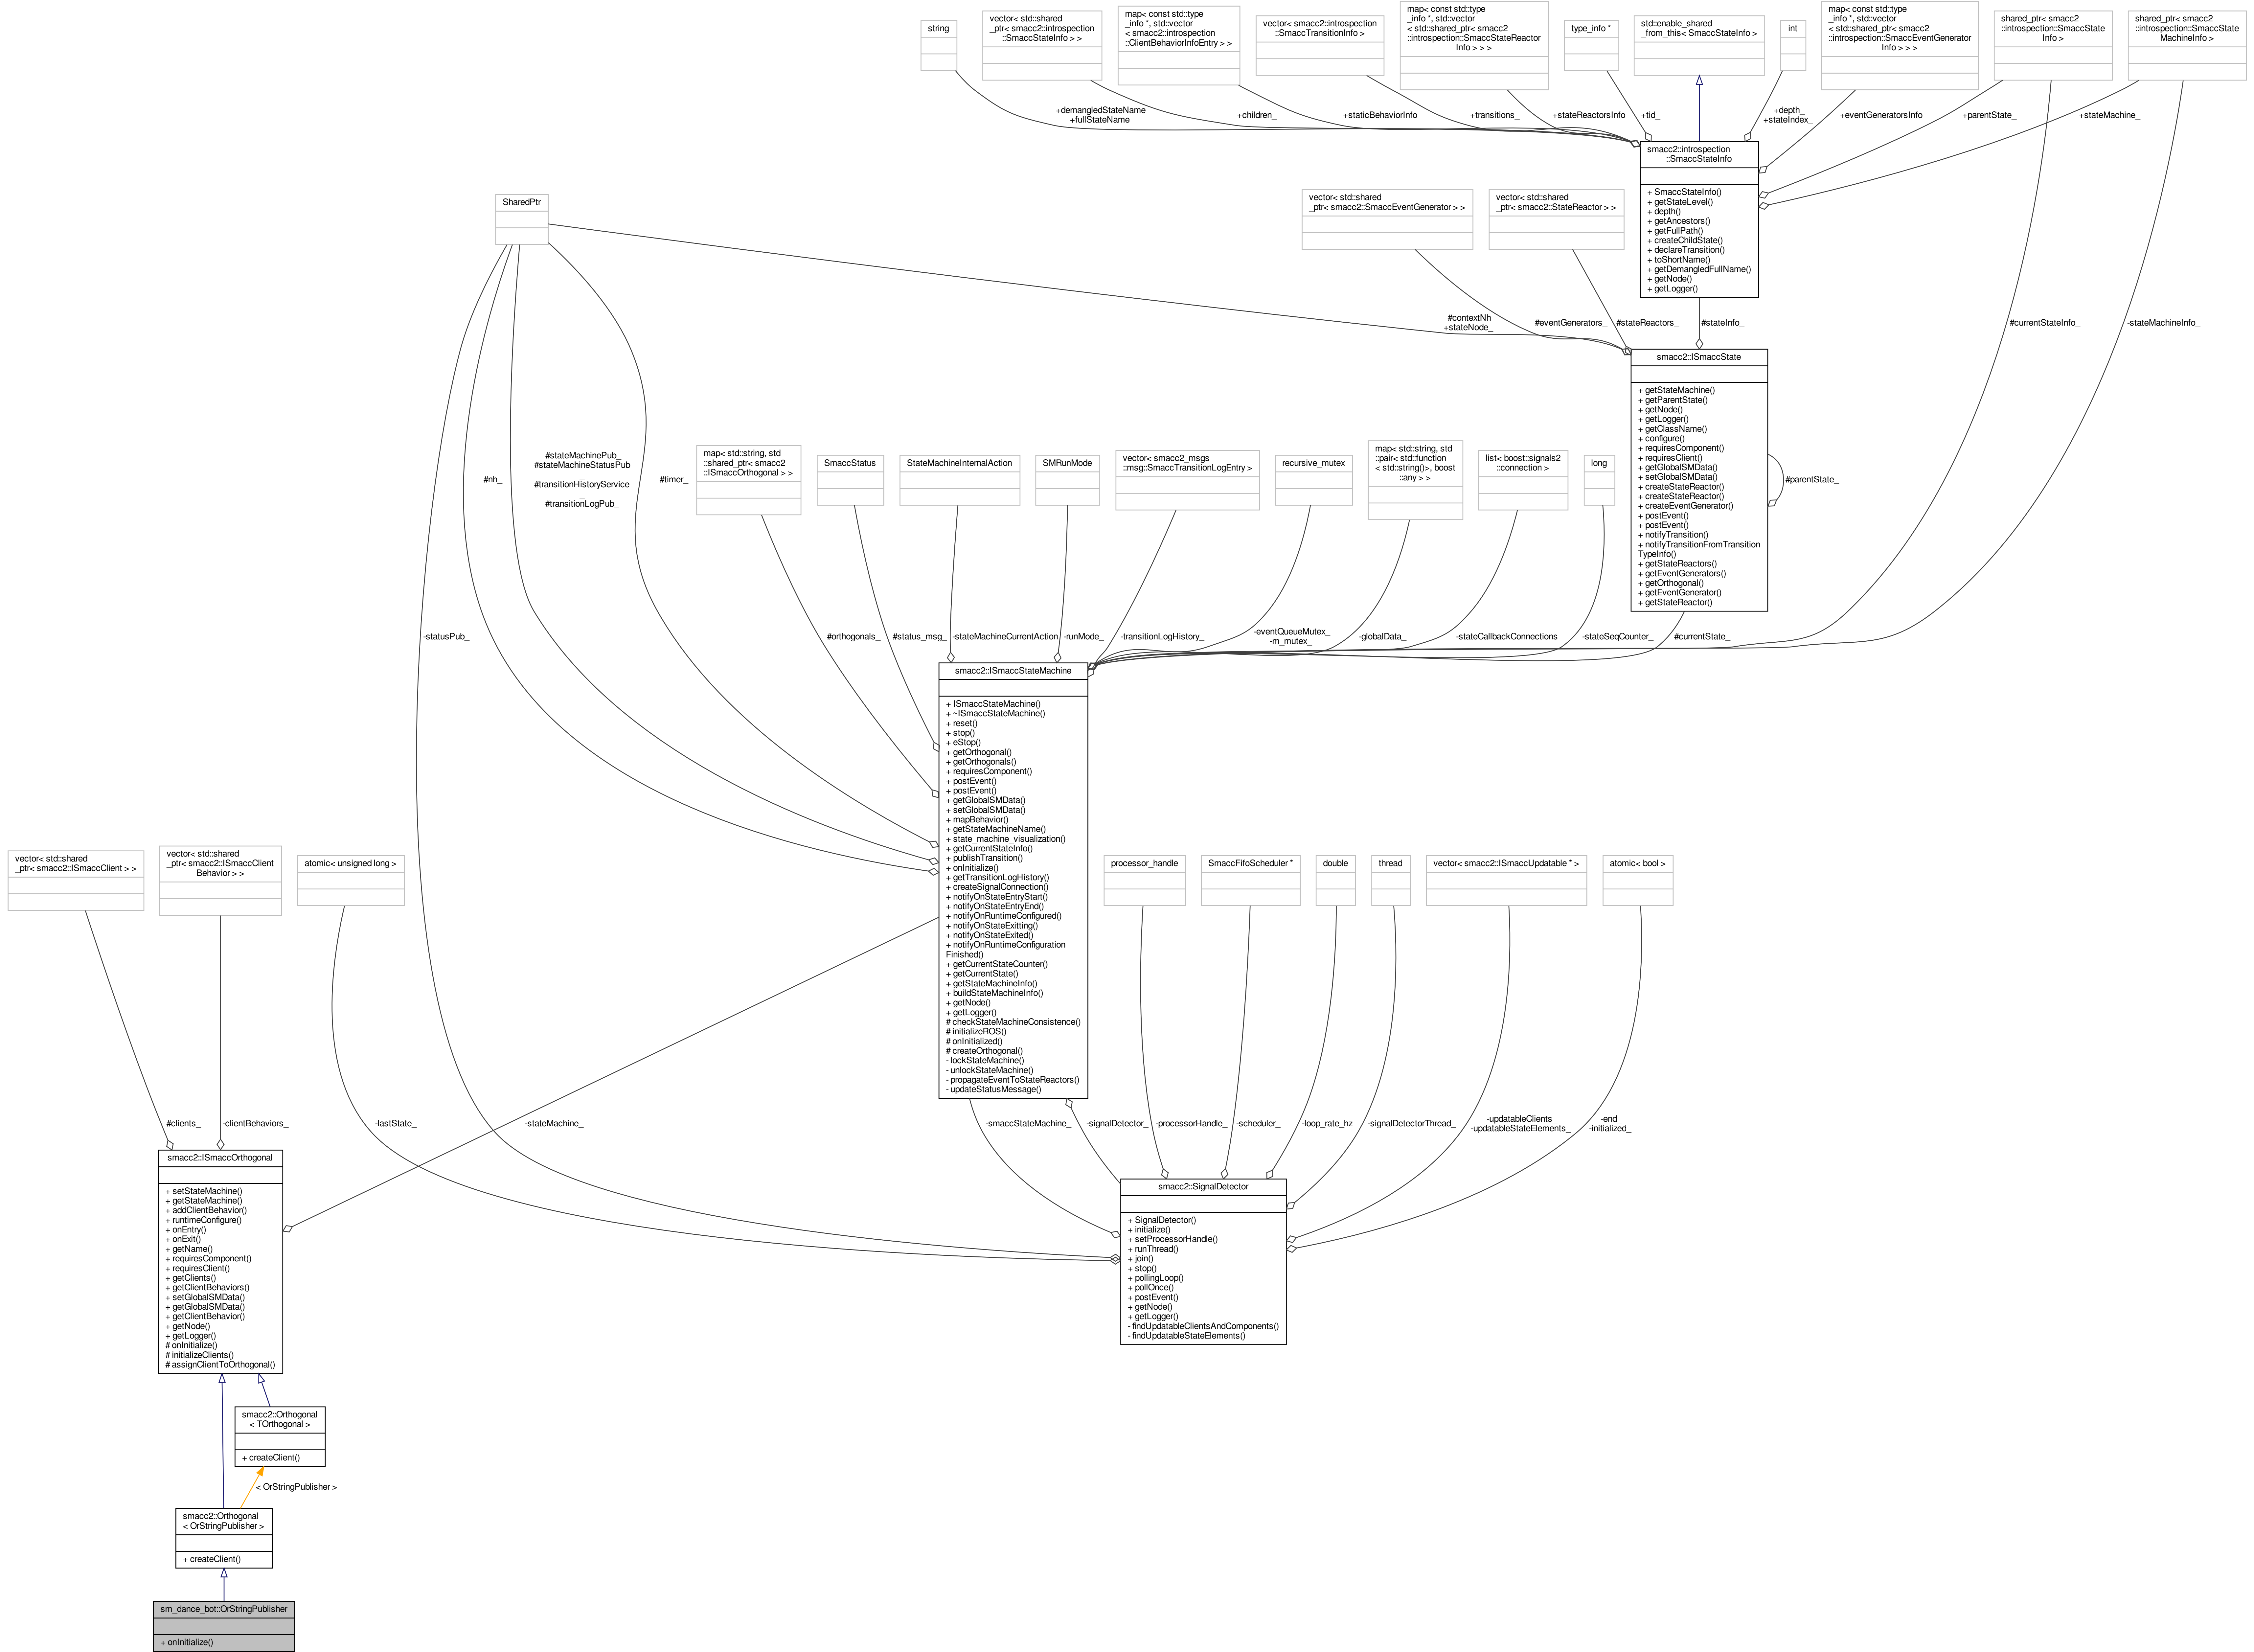 string
vector< std::shared
_ptr< smacc2::introspection
::SmaccStateInfo > >
map< const std::type
_info *, std::vector
< smacc2::introspection
::ClientBehaviorInfoEntry > >
vector< smacc2::introspection
::SmaccTransitionInfo >
map< const std::type
_info *, std::vector
< std::shared_ptr< smacc2
::introspection::SmaccStateReactor
Info > > >
type_info *
std::enable_shared
_from_this< SmaccStateInfo >
int
map< const std::type
_info *, std::vector
< std::shared_ptr< smacc2
::introspection::SmaccEventGenerator
Info > > >
shared_ptr< smacc2
::introspection::SmaccState
Info >
shared_ptr< smacc2
::introspection::SmaccState
MachineInfo >
+demangledStateName
+fullStateName
+children_
+staticBehaviorInfo
+transitions_
+stateReactorsInfo
+tid_
+depth_
+stateIndex_
+eventGeneratorsInfo
+parentState_
+stateMachine_
smacc2::introspection
::SmaccStateInfo
+ SmaccStateInfo()
+ getStateLevel()
+ depth()
+ getAncestors()
+ getFullPath()
+ createChildState()
+ declareTransition()
+ toShortName()
+ getDemangledFullName()
+ getNode()
+ getLogger()
SharedPtr
vector< std::shared
_ptr< smacc2::SmaccEventGenerator > >
vector< std::shared
_ptr< smacc2::StateReactor > >
#contextNh
+stateNode_
#eventGenerators_
#stateReactors_
#stateInfo_
#currentStateInfo_
-stateMachineInfo_
smacc2::ISmaccState
+ getStateMachine()
+ getParentState()
+ getNode()
+ getLogger()
+ getClassName()
+ configure()
+ requiresComponent()
+ requiresClient()
+ getGlobalSMData()
+ setGlobalSMData()
+ createStateReactor()
+ createStateReactor()
+ createEventGenerator()
+ postEvent()
+ postEvent()
+ notifyTransition()
+ notifyTransitionFromTransition
TypeInfo()
+ getStateReactors()
+ getEventGenerators()
+ getOrthogonal()
+ getEventGenerator()
+ getStateReactor()
#parentState_
#nh_
#stateMachinePub_
#stateMachineStatusPub
_
#transitionHistoryService
_
#transitionLogPub_
#timer_
map< std::string, std
::shared_ptr< smacc2
::ISmaccOrthogonal > >
SmaccStatus
StateMachineInternalAction
SMRunMode
vector< smacc2_msgs
::msg::SmaccTransitionLogEntry >
recursive_mutex
map< std::string, std
::pair< std::function
< std::string()>, boost
::any > >
list< boost::signals2
::connection >
long
-statusPub_
#orthogonals_
#status_msg_
-stateMachineCurrentAction
-runMode_
-transitionLogHistory_
-eventQueueMutex_
-m_mutex_
-globalData_
-stateCallbackConnections
-stateSeqCounter_
#currentState_
smacc2::ISmaccStateMachine
+ ISmaccStateMachine()
+ ~ISmaccStateMachine()
+ reset()
+ stop()
+ eStop()
+ getOrthogonal()
+ getOrthogonals()
+ requiresComponent()
+ postEvent()
+ postEvent()
+ getGlobalSMData()
+ setGlobalSMData()
+ mapBehavior()
+ getStateMachineName()
+ state_machine_visualization()
+ getCurrentStateInfo()
+ publishTransition()
+ onInitialize()
+ getTransitionLogHistory()
+ createSignalConnection()
+ notifyOnStateEntryStart()
+ notifyOnStateEntryEnd()
+ notifyOnRuntimeConfigured()
+ notifyOnStateExitting()
+ notifyOnStateExited()
+ notifyOnRuntimeConfiguration
Finished()
+ getCurrentStateCounter()
+ getCurrentState()
+ getStateMachineInfo()
+ buildStateMachineInfo()
+ getNode()
+ getLogger()
# checkStateMachineConsistence()
# initializeROS()
# onInitialized()
# createOrthogonal()
- lockStateMachine()
- unlockStateMachine()
- propagateEventToStateReactors()
- updateStatusMessage()
vector< std::shared
_ptr< smacc2::ISmaccClient > >
vector< std::shared
_ptr< smacc2::ISmaccClient
Behavior > >
atomic< unsigned long >
processor_handle
SmaccFifoScheduler *
double
thread
vector< smacc2::ISmaccUpdatable * >
atomic< bool >
#clients_
-clientBehaviors_
-lastState_
-stateMachine_
-smaccStateMachine_
-signalDetector_
-processorHandle_
-scheduler_
-loop_rate_hz
-signalDetectorThread_
-updatableClients_
-updatableStateElements_
-end_
-initialized_
smacc2::ISmaccOrthogonal
+ setStateMachine()
+ getStateMachine()
+ addClientBehavior()
+ runtimeConfigure()
+ onEntry()
+ onExit()
+ getName()
+ requiresComponent()
+ requiresClient()
+ getClients()
+ getClientBehaviors()
+ setGlobalSMData()
+ getGlobalSMData()
+ getClientBehavior()
+ getNode()
+ getLogger()
# onInitialize()
# initializeClients()
# assignClientToOrthogonal()
smacc2::SignalDetector
+ SignalDetector()
+ initialize()
+ setProcessorHandle()
+ runThread()
+ join()
+ stop()
+ pollingLoop()
+ pollOnce()
+ postEvent()
+ getNode()
+ getLogger()
- findUpdatableClientsAndComponents()
- findUpdatableStateElements()
smacc2::Orthogonal
< TOrthogonal >
+ createClient()
< OrStringPublisher >
smacc2::Orthogonal
< OrStringPublisher >
+ createClient()
sm_dance_bot::OrStringPublisher
+ onInitialize()